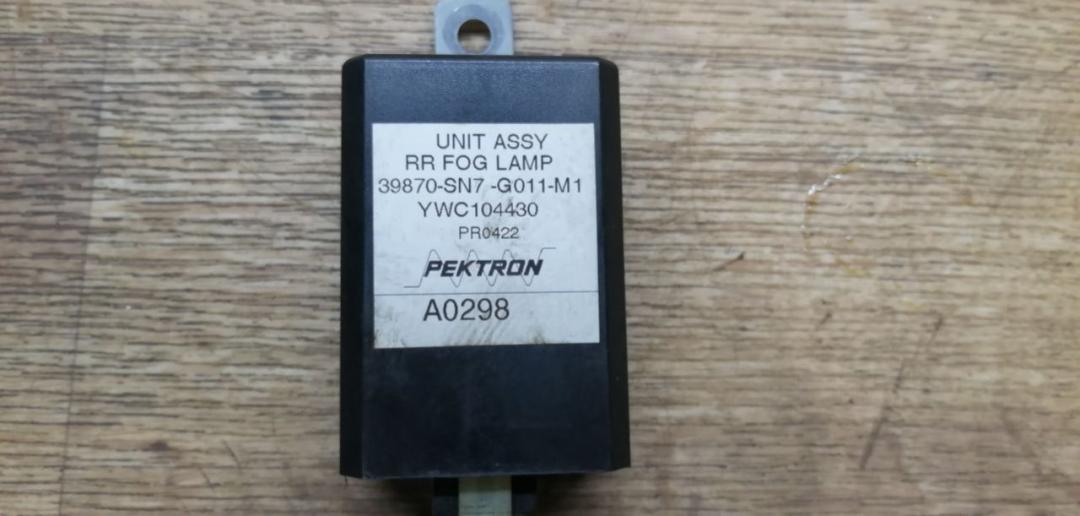 UNIT ASSY
RR FOG LAMP
39870-SN7 -G011-M1
YWC104430
PR0422
PEKTRON
A0298